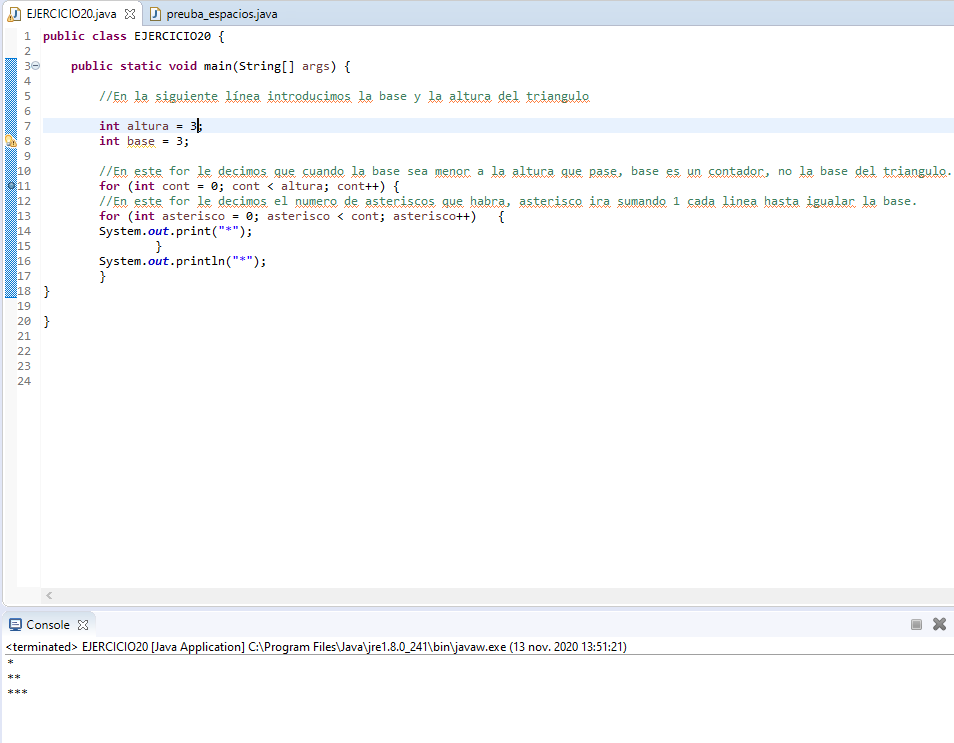 EJERCICIO20.java preuba_espacios.java
1 public class EJERCICIO20 {
2
3 public static void main(String[] args) {
4
5 //En la siguiente línea introducimos la base y la altura del triangulo
6
7 int altura = 3;
8 int base = 3;
9
10 //En este for le decimos que cuando la base sea menor a la altura que pase, base es un contador, no la base del triangulo.
11 for (int cont = 0; cont < altura; cont++) {
12 //En este for le decimos el numero de asteriscos que habra, asterisco ira sumando 1 cada linea hasta igualar la base.
13 for (int asterisco = 0; asterisco < cont; asterisco++) {
14 System.out.print("*");
15 }
16 System.out.println("*");
17 }
18 }
19
20 }
21
22
23
24
Console
<terminated> EJERCICIO20 [Java Application] C:\Program Files\Java\jre1.8.0_241\bin\javaw.exe (13 nov. 2020 13:51:21)
*
**
***